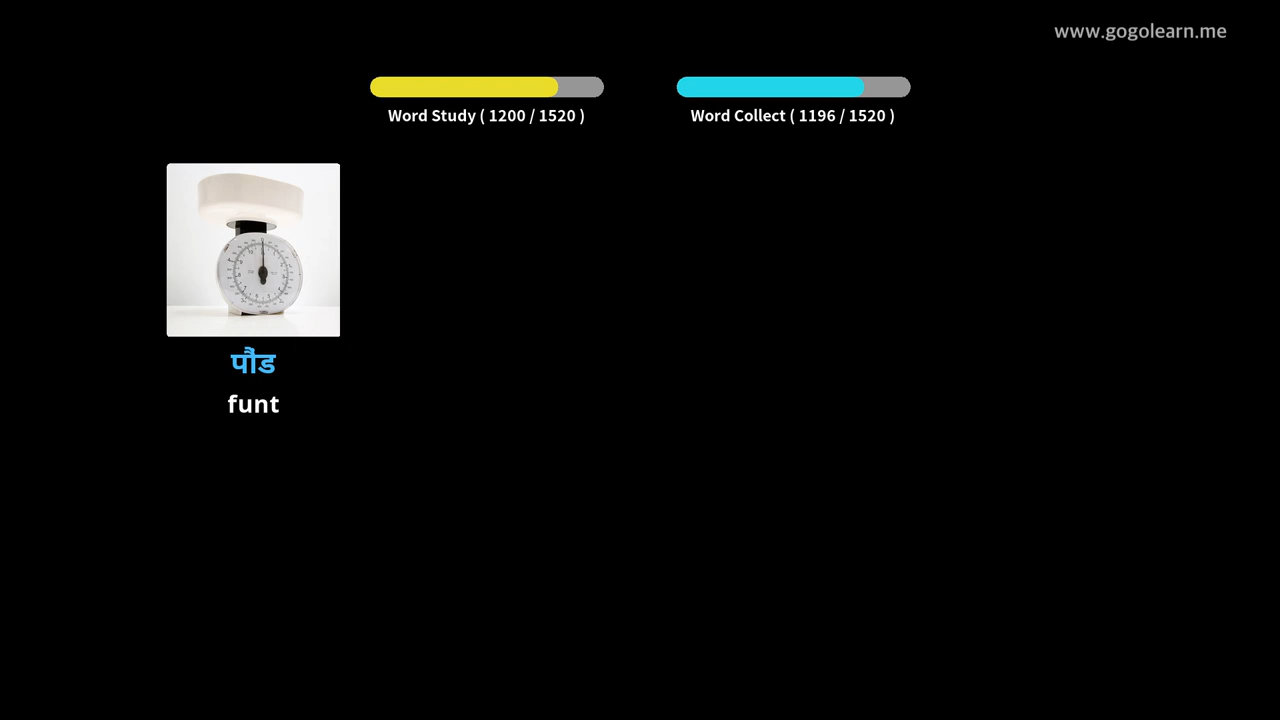 www.gogolearn.me
Word Study ( 1200 / 1520 )
Word Collect ( 1196 / 1520 )
पौंड
funt